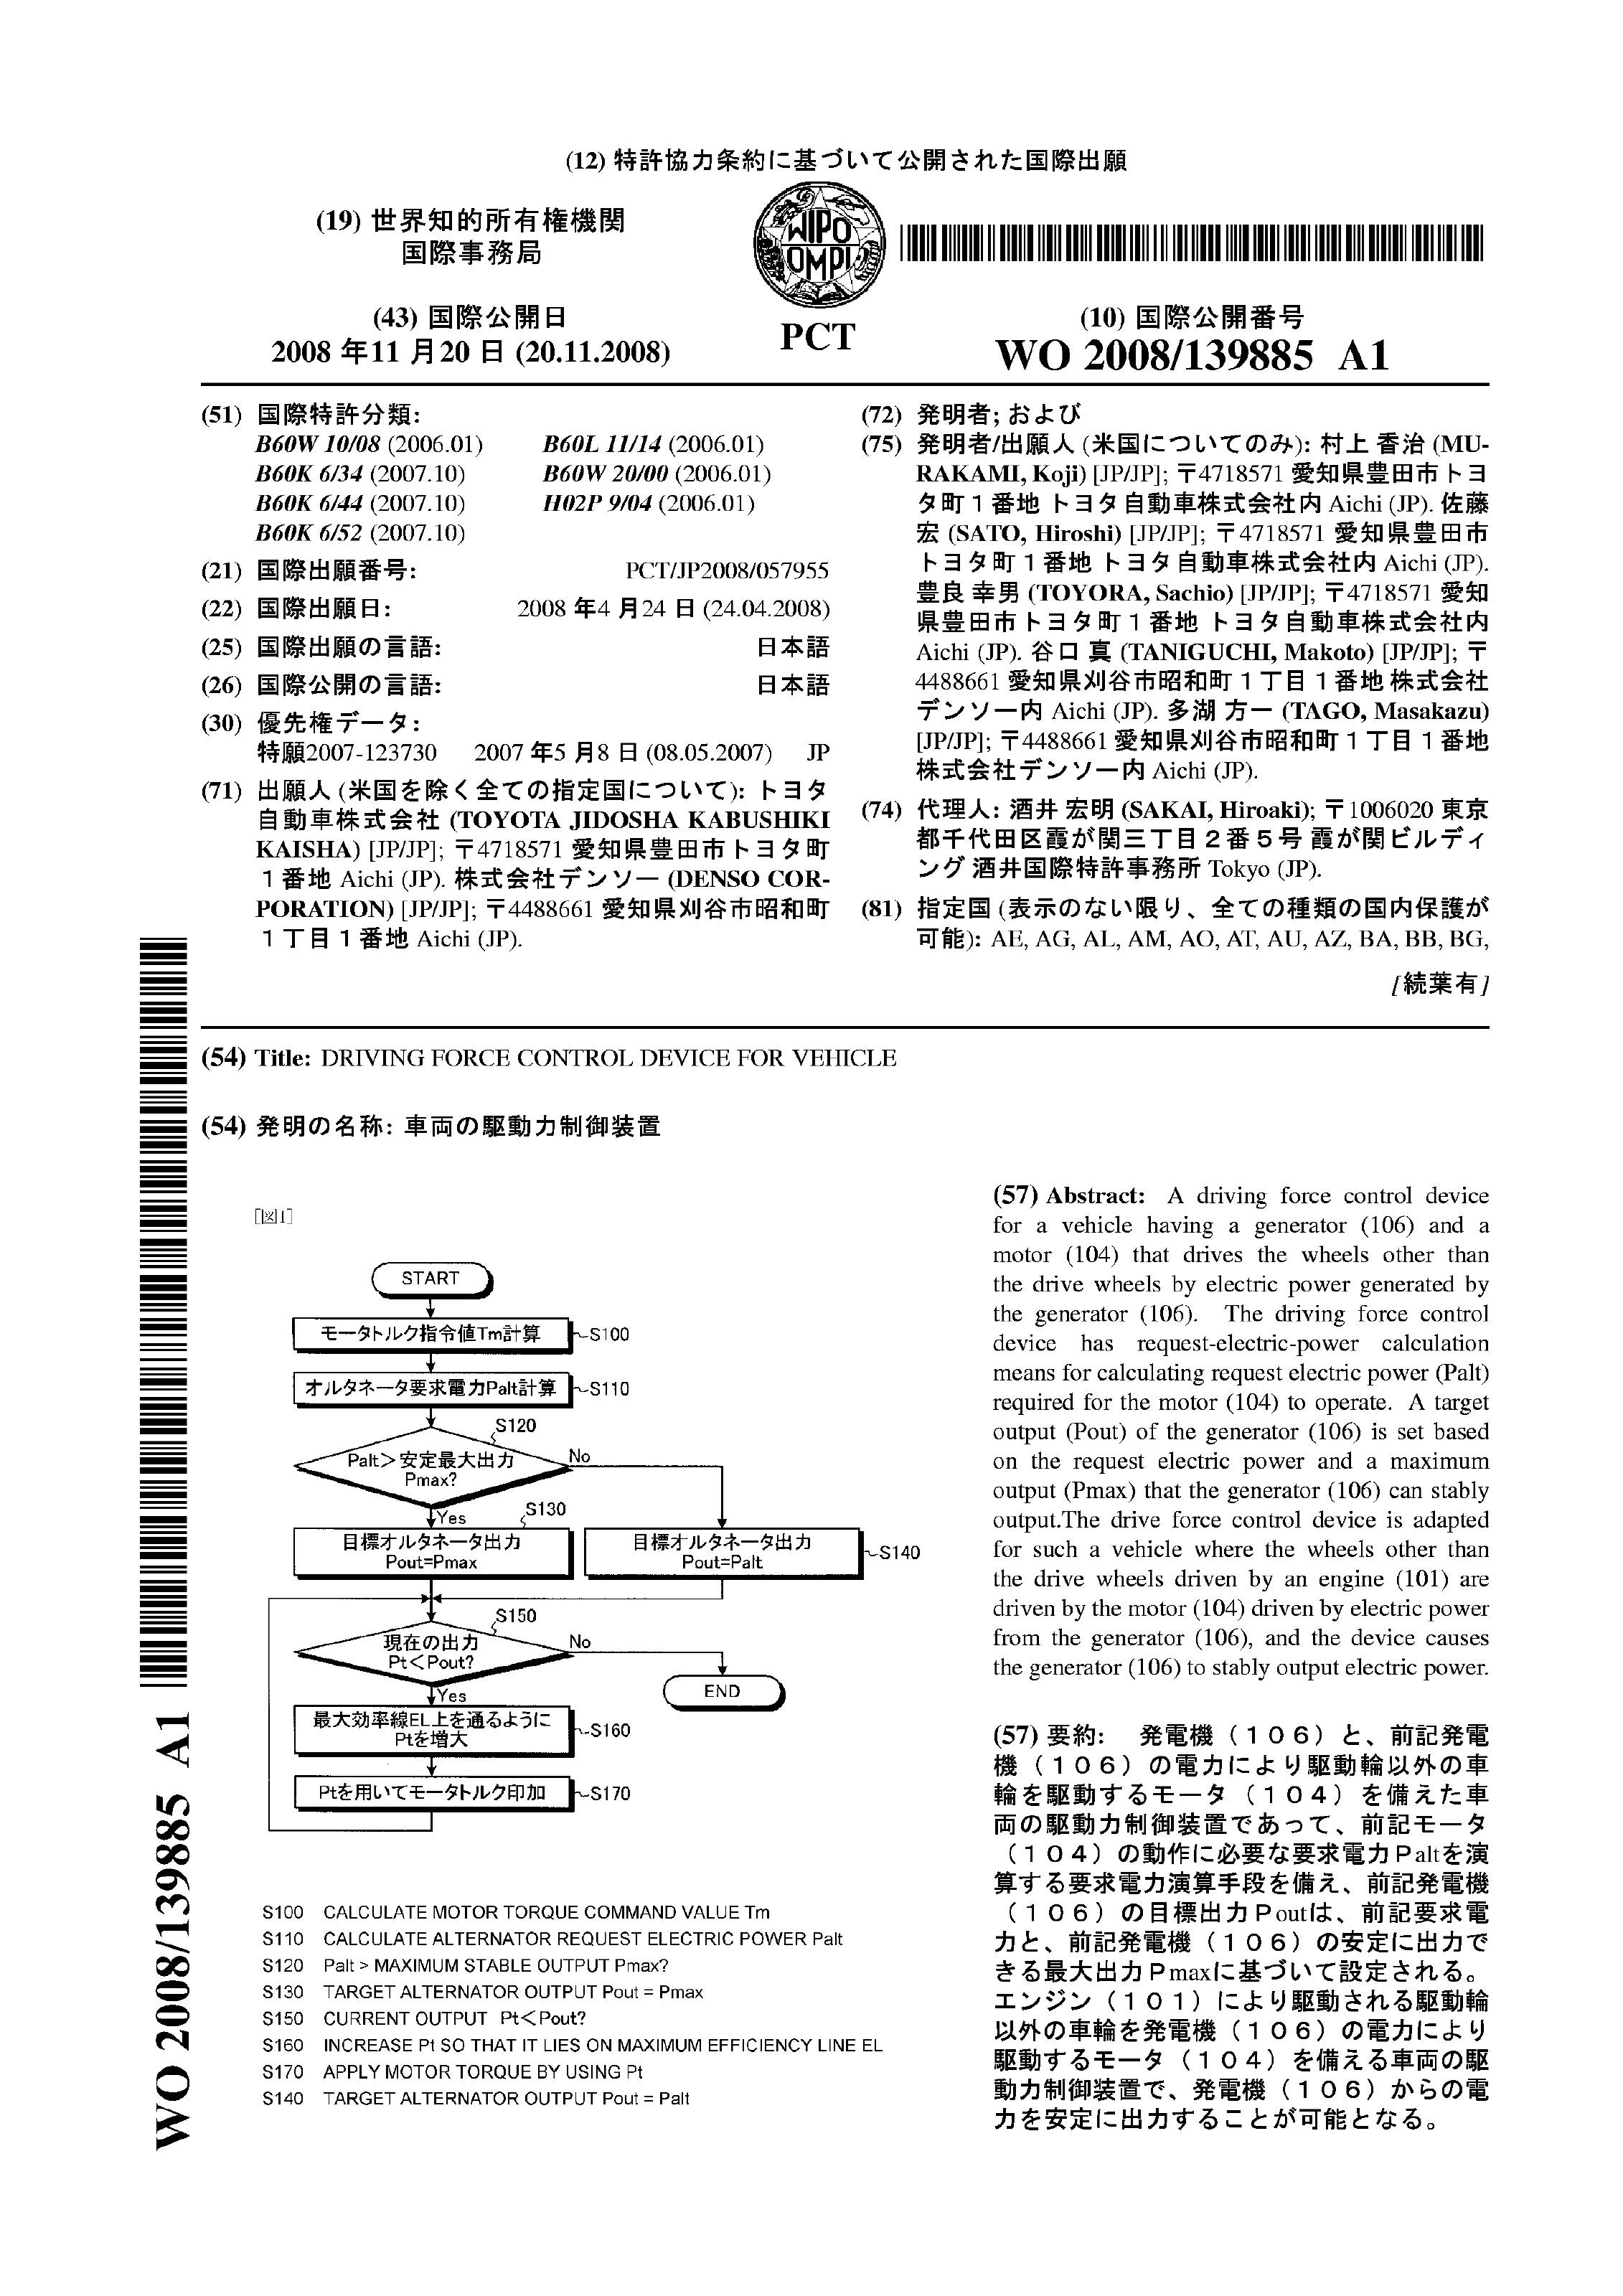 (12) 特許協力条約に基づいて公開された国際出願
(19) 世界知的所有権機関
国際事務局
WIPO
OMPI
PCT
(43) 国際公開日
2008 年11 月20 日 (20.11.2008)
(10) 国際公開番号
WO 2008/139885 A1
(51) 国際特許分類:
B60W 10/08 (2006.01) B60L 11/14 (2006.01)
B60K 6/34 (2007.10) B60W 20/00 (2006.01)
B60K 6/44 (2007.10) H02P 9/04 (2006.01)
B60K 6/52 (2007.10)
(21) 国際出願番号: PCT/JP2008/057955
(22) 国際出願日: 2008 年4 月24 日 (24.04.2008)
(25) 国際出願の言語: 日本語
(26) 国際公開の言語: 日本語
(30) 優先権データ:
特願2007-123730 2007 年5 月8 日 (08.05.2007) JP
(71) 出願人 (米国を除く全ての指定国について): トヨタ
自動車株式会社 (TOYOTA JIDOSHA KABUSHIKI
KAISHA) [JP/JP]; 〒4718571 愛知県豊田市トヨタ町
1番地 Aichi (JP). 株式会社デンソー (DENSO COR-
PORATION) [JP/JP]; 〒4488661 愛知県刈谷市昭和町
1丁目1番地 Aichi (JP).
(72) 発明者; および
(75) 発明者/出願人 (米国についてのみ): 村上 香治 (MU-
RAKAMI, Koji) [JP/JP]; 〒4718571 愛知県豊田市トヨ
タ町1番地 トヨタ自動車株式会社内 Aichi (JP). 佐藤
宏 (SATO, Hiroshi) [JP/JP]; 〒4718571 愛知県豊田市
トヨタ町1番地 トヨタ自動車株式会社内 Aichi (JP).
豊良 幸男 (TOYORA, Sachio) [JP/JP]; 〒4718571 愛知
県豊田市トヨタ町1番地 トヨタ自動車株式会社内
Aichi (JP). 谷口 真 (TANIGUCHI, Makoto) [JP/JP]; 〒
4488661 愛知県刈谷市昭和町1丁目1番地 株式会社
デンソー内 Aichi (JP). 多湖 方一 (TAGO, Masakazu)
[JP/JP]; 〒4488661 愛知県刈谷市昭和町1丁目1番地
株式会社デンソー内 Aichi (JP).
(74) 代理人: 酒井 宏明 (SAKAI, Hiroaki); 〒1006020 東京
都千代田区霞が関三丁目2番5号 霞が関ビルディ
ング 酒井国際特許事務所 Tokyo (JP).
(81) 指定国 (表示のない限り、全ての種類の国内保護が
可能): AE, AG, AL, AM, AO, AT, AU, AZ, BA, BB, BG,
[続葉有]
(54) Title: DRIVING FORCE CONTROL DEVICE FOR VEHICLE
(54) 発明の名称: 車両の駆動力制御装置
[図1]
START
モータトルク指令値Tm計算 S100
オルタネータ要求電力Palt計算 S110
S120
Palt>安定最大出力
Pmax?
No
Yes
S130
目標オルタネータ出力
Pout=Pmax
目標オルタネータ出力
Pout=Palt
S140
S150
現在の出力
Pt<Pout?
No
Yes
END
最大効率線EL上を通るように
Ptを増大
S160
Ptを用いてモータトルク印加 S170
S100 CALCULATE MOTOR TORQUE COMMAND VALUE Tm
S110 CALCULATE ALTERNATOR REQUEST ELECTRIC POWER Palt
S120 Palt > MAXIMUM STABLE OUTPUT Pmax?
S130 TARGET ALTERNATOR OUTPUT Pout = Pmax
S150 CURRENT OUTPUT Pt<Pout?
S160 INCREASE Pt SO THAT IT LIES ON MAXIMUM EFFICIENCY LINE EL
S170 APPLY MOTOR TORQUE BY USING Pt
S140 TARGET ALTERNATOR OUTPUT Pout = Palt
(57) Abstract: A driving force control device
for a vehicle having a generator (106) and a
motor (104) that drives the wheels other than
the drive wheels by electric power generated by
the generator (106). The driving force control
device has request-electric-power calculation
means for calculating request electric power (Palt)
required for the motor (104) to operate. A target
output (Pout) of the generator (106) is set based
on the request electric power and a maximum
output (Pmax) that the generator (106) can stably
output.The drive force control device is adapted
for such a vehicle where the wheels other than
the drive wheels driven by an engine (101) are
driven by the motor (104) driven by electric power
from the generator (106), and the device causes
the generator (106) to stably output electric power.
(57) 要約: 発電機(106)と、前記発電
機(106)の電力により駆動輪以外の車
輪を駆動するモータ(104)を備えた車
両の駆動力制御装置であって、前記モータ
(104)の動作に必要な要求電力Paltを演
算する要求電力演算手段を備え、前記発電機
(106)の目標出力Poutは、前記要求電
力と、前記発電機(106)の安定に出力で
きる最大出力Pmaxに基づいて設定される。
エンジン(101)により駆動される駆動輪
以外の車輪を発電機(106)の電力により
駆動するモータ(104)を備える車両の駆
動力制御装置で、発電機(106)からの電
力を安定に出力することが可能となる。
WO 2008/139885 A1